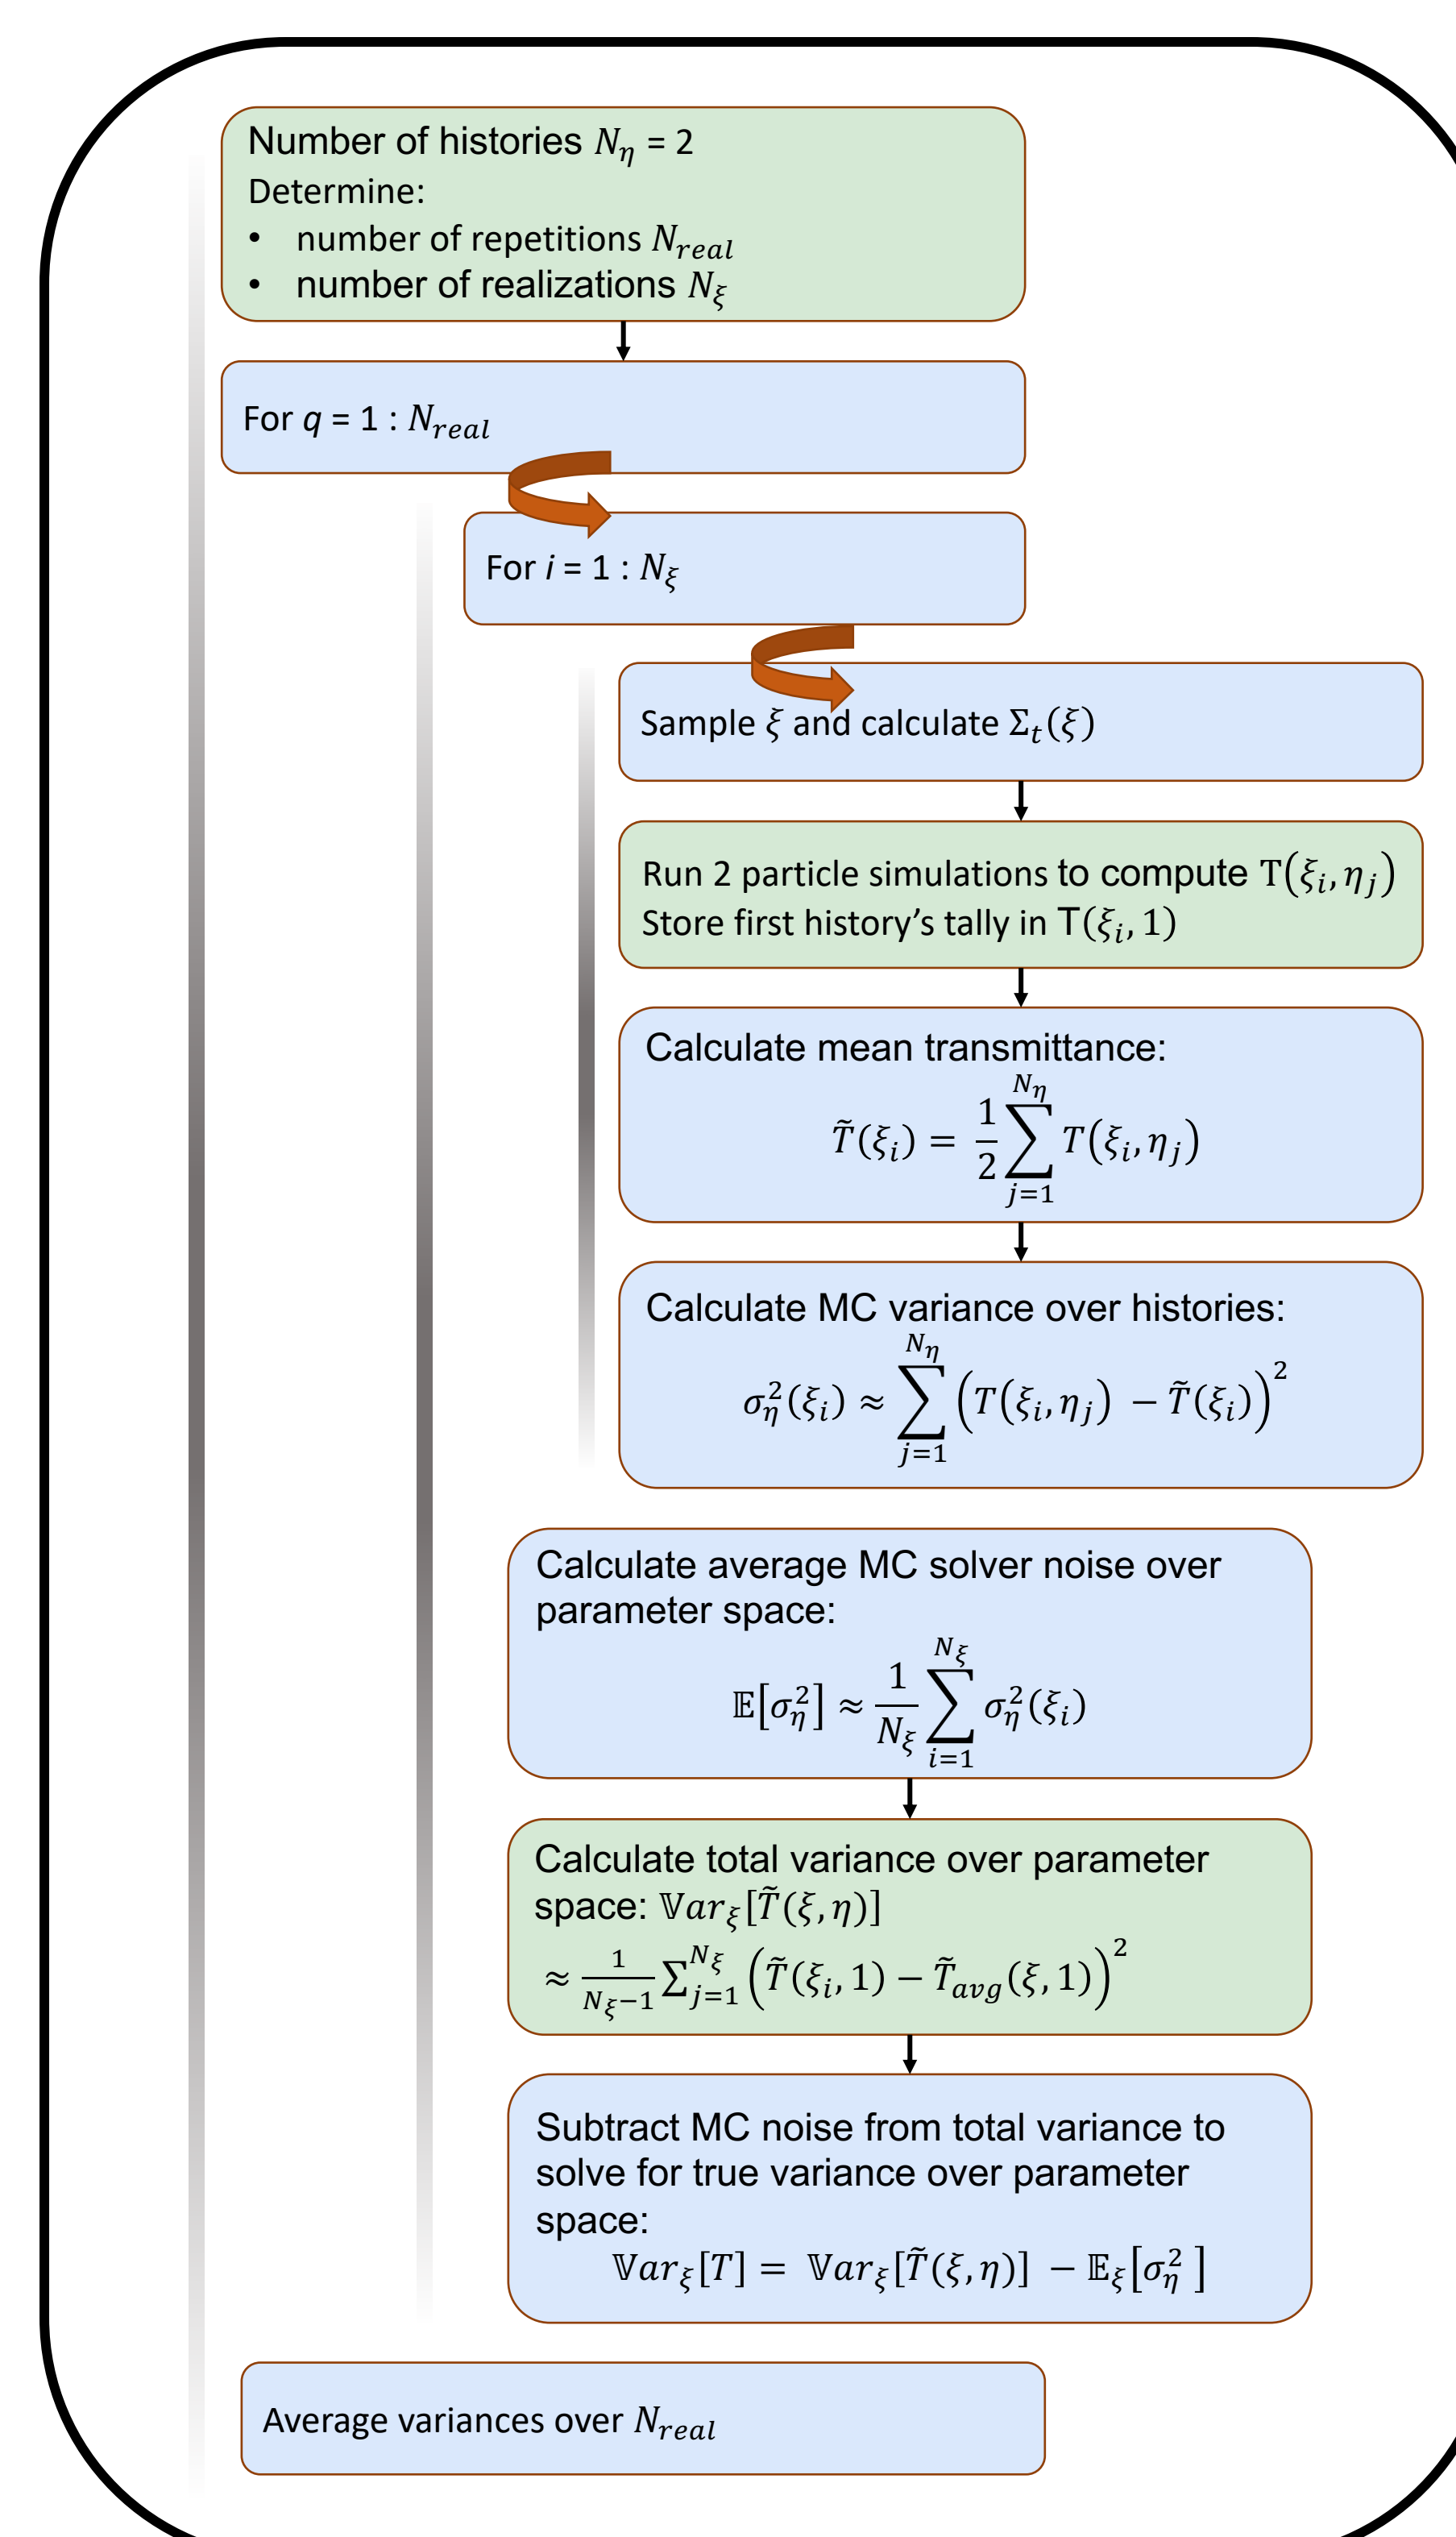 Number of histories N_η = 2
Determine:
• number of repetitions N_real
• number of realizations N_ξ
For q = 1 : N_real
For i = 1 : N_ξ
Sample ξ and calculate Σ_t(ξ)
Run 2 particle simulations to compute T(ξ_i, η_j)
Store first history’s tally in T(ξ_i, 1)
Calculate mean transmittance:
T̃(ξ_i) = 1/2 ∑_{j=1}^{N_η} T(ξ_i, η_j)
Calculate MC variance over histories:
σ_η^2(ξ_i) ≈ ∑_{j=1}^{N_η} (T(ξ_i, η_j) − T̃(ξ_i))^2
Calculate average MC solver noise over
parameter space:
𝔼[σ_η^2] ≈ 1/N_ξ ∑_{i=1}^{N_ξ} σ_η^2(ξ_i)
Calculate total variance over parameter
space: 𝕍ar_ξ[T̃(ξ, η)]
≈ 1/(N_ξ−1) ∑_{j=1}^{N_ξ} (T̃(ξ_i, 1) − T̃_avg(ξ, 1))^2
Subtract MC noise from total variance to
solve for true variance over parameter
space:
𝕍ar_ξ[T] = 𝕍ar_ξ[T̃(ξ, η)] − 𝔼_ξ[σ_η^2]
Average variances over N_real